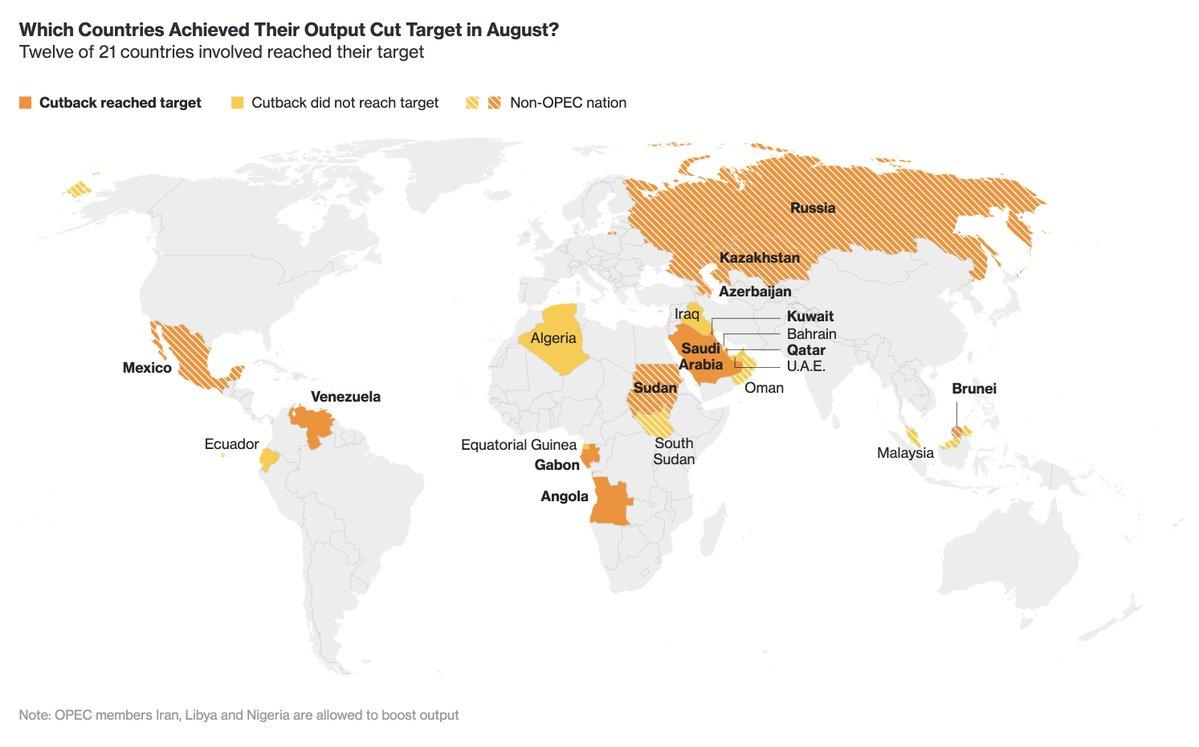 Which Countries Achieved Their Output Cut Target in August?
Twelve of 21 countries involved reached their target
Cutback reached target
Cutback did not reach target
Non-OPEC nation
Russia
Kazakhstan
Azerbaijan
Iraq
Kuwait
Bahrain
Qatar
U.A.E.
Saudi
Arabia
Algeria
Mexico
Sudan
Oman
Brunei
Venezuela
Ecuador
Equatorial Guinea
South
Sudan
Malaysia
Gabon
Angola
Note: OPEC members Iran, Libya and Nigeria are allowed to boost output